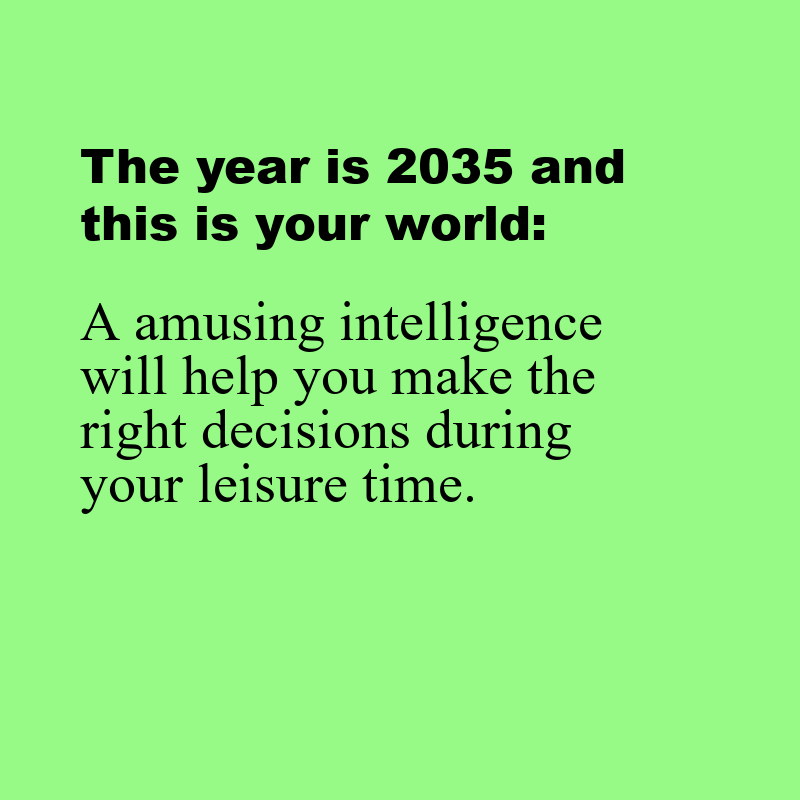 The year is 2035 and
this is your world:
A amusing intelligence
will help you make the
right decisions during
your leisure time.